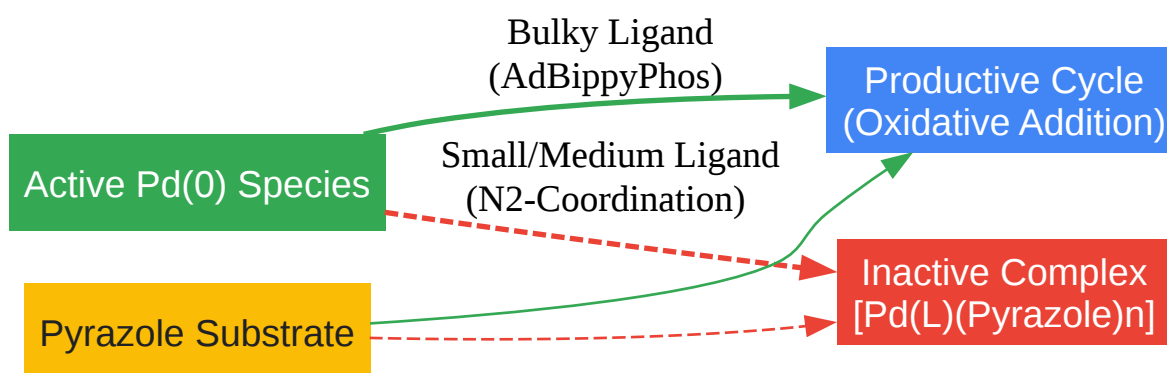 Bulky Ligand
(AdBippyPhos)
Productive Cycle
(Oxidative Addition)
Active Pd(0) Species
Small/Medium Ligand
(N2-Coordination)
Inactive Complex
[Pd(L)(Pyrazole)n]
Pyrazole Substrate